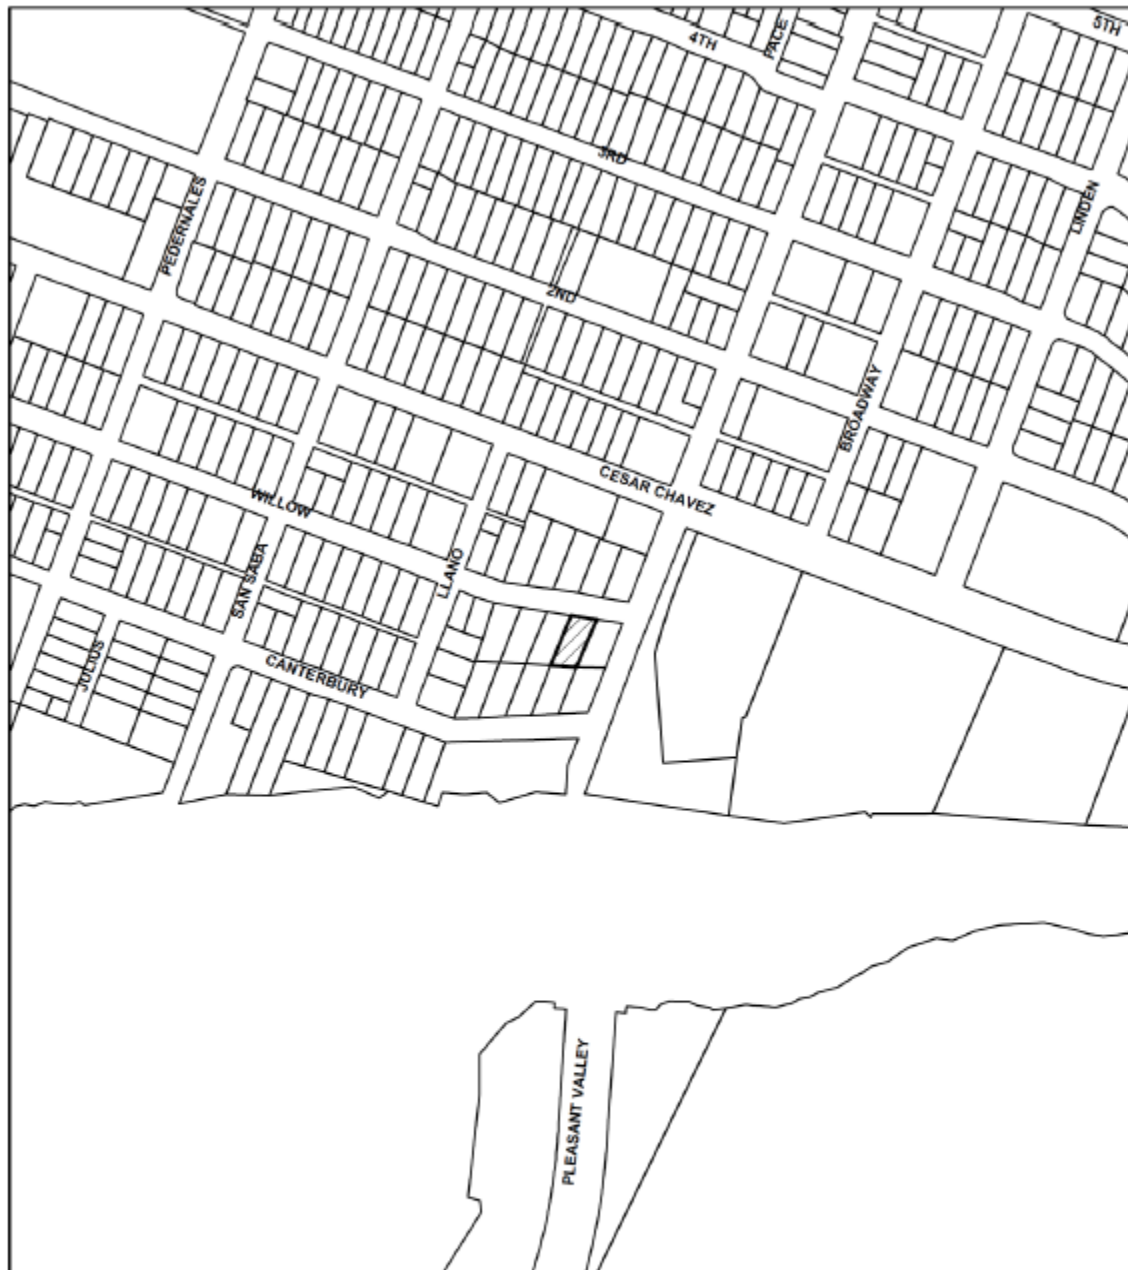 5TH
4TH
PACE
3RD
LINDEN
PEDERNALES
2ND
BROADWAY
CESAR CHAVEZ
WILLOW
LLANO
SAN SABA
JULIUS
CANTERBURY
PLEASANT VALLEY